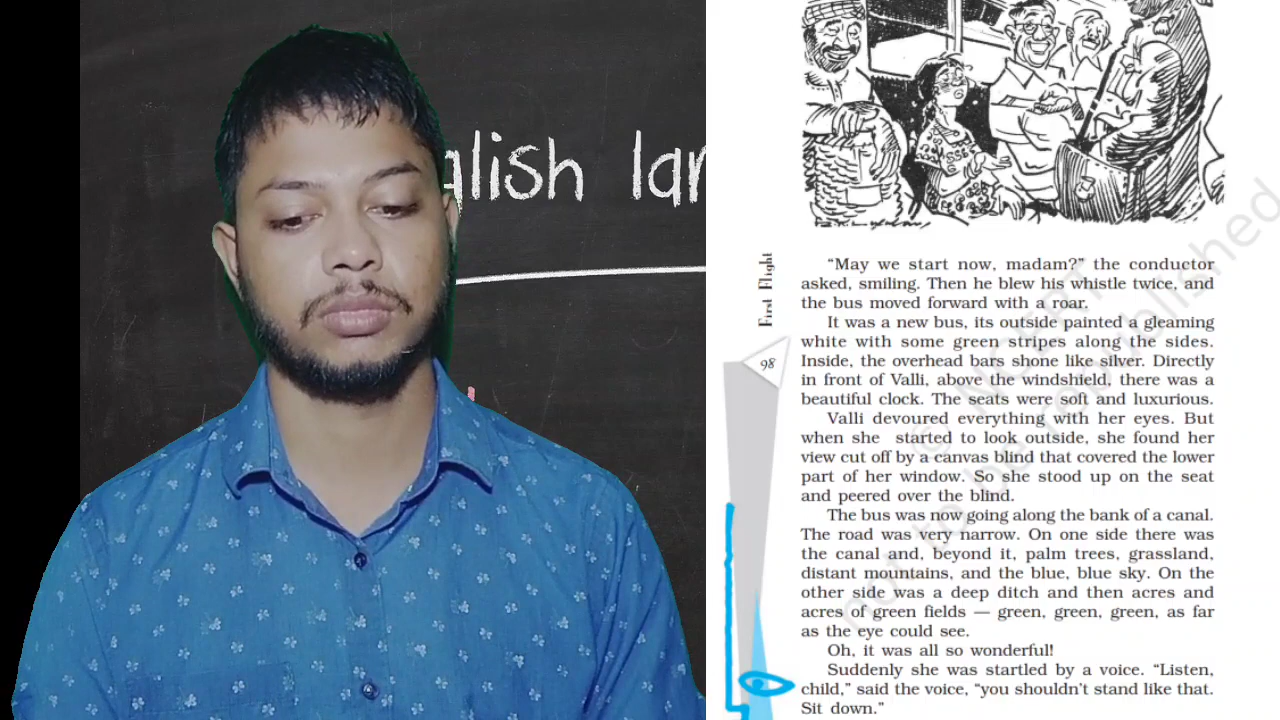 glish lan
First Flight
98
“May we start now, madam?” the conductor
asked, smiling. Then he blew his whistle twice, and
the bus moved forward with a roar.
It was a new bus, its outside painted a gleaming
white with some green stripes along the sides.
Inside, the overhead bars shone like silver. Directly
in front of Valli, above the windshield, there was a
beautiful clock. The seats were soft and luxurious.
Valli devoured everything with her eyes. But
when she started to look outside, she found her
view cut off by a canvas blind that covered the lower
part of her window. So she stood up on the seat
and peered over the blind.
The bus was now going along the bank of a canal.
The road was very narrow. On one side there was
the canal and, beyond it, palm trees, grassland,
distant mountains, and the blue, blue sky. On the
other side was a deep ditch and then acres and
acres of green fields — green, green, green, as far
as the eye could see.
Oh, it was all so wonderful!
Suddenly she was startled by a voice. “Listen,
child,” said the voice, “you shouldn’t stand like that.
Sit down.”
© NCERT
not to be republished